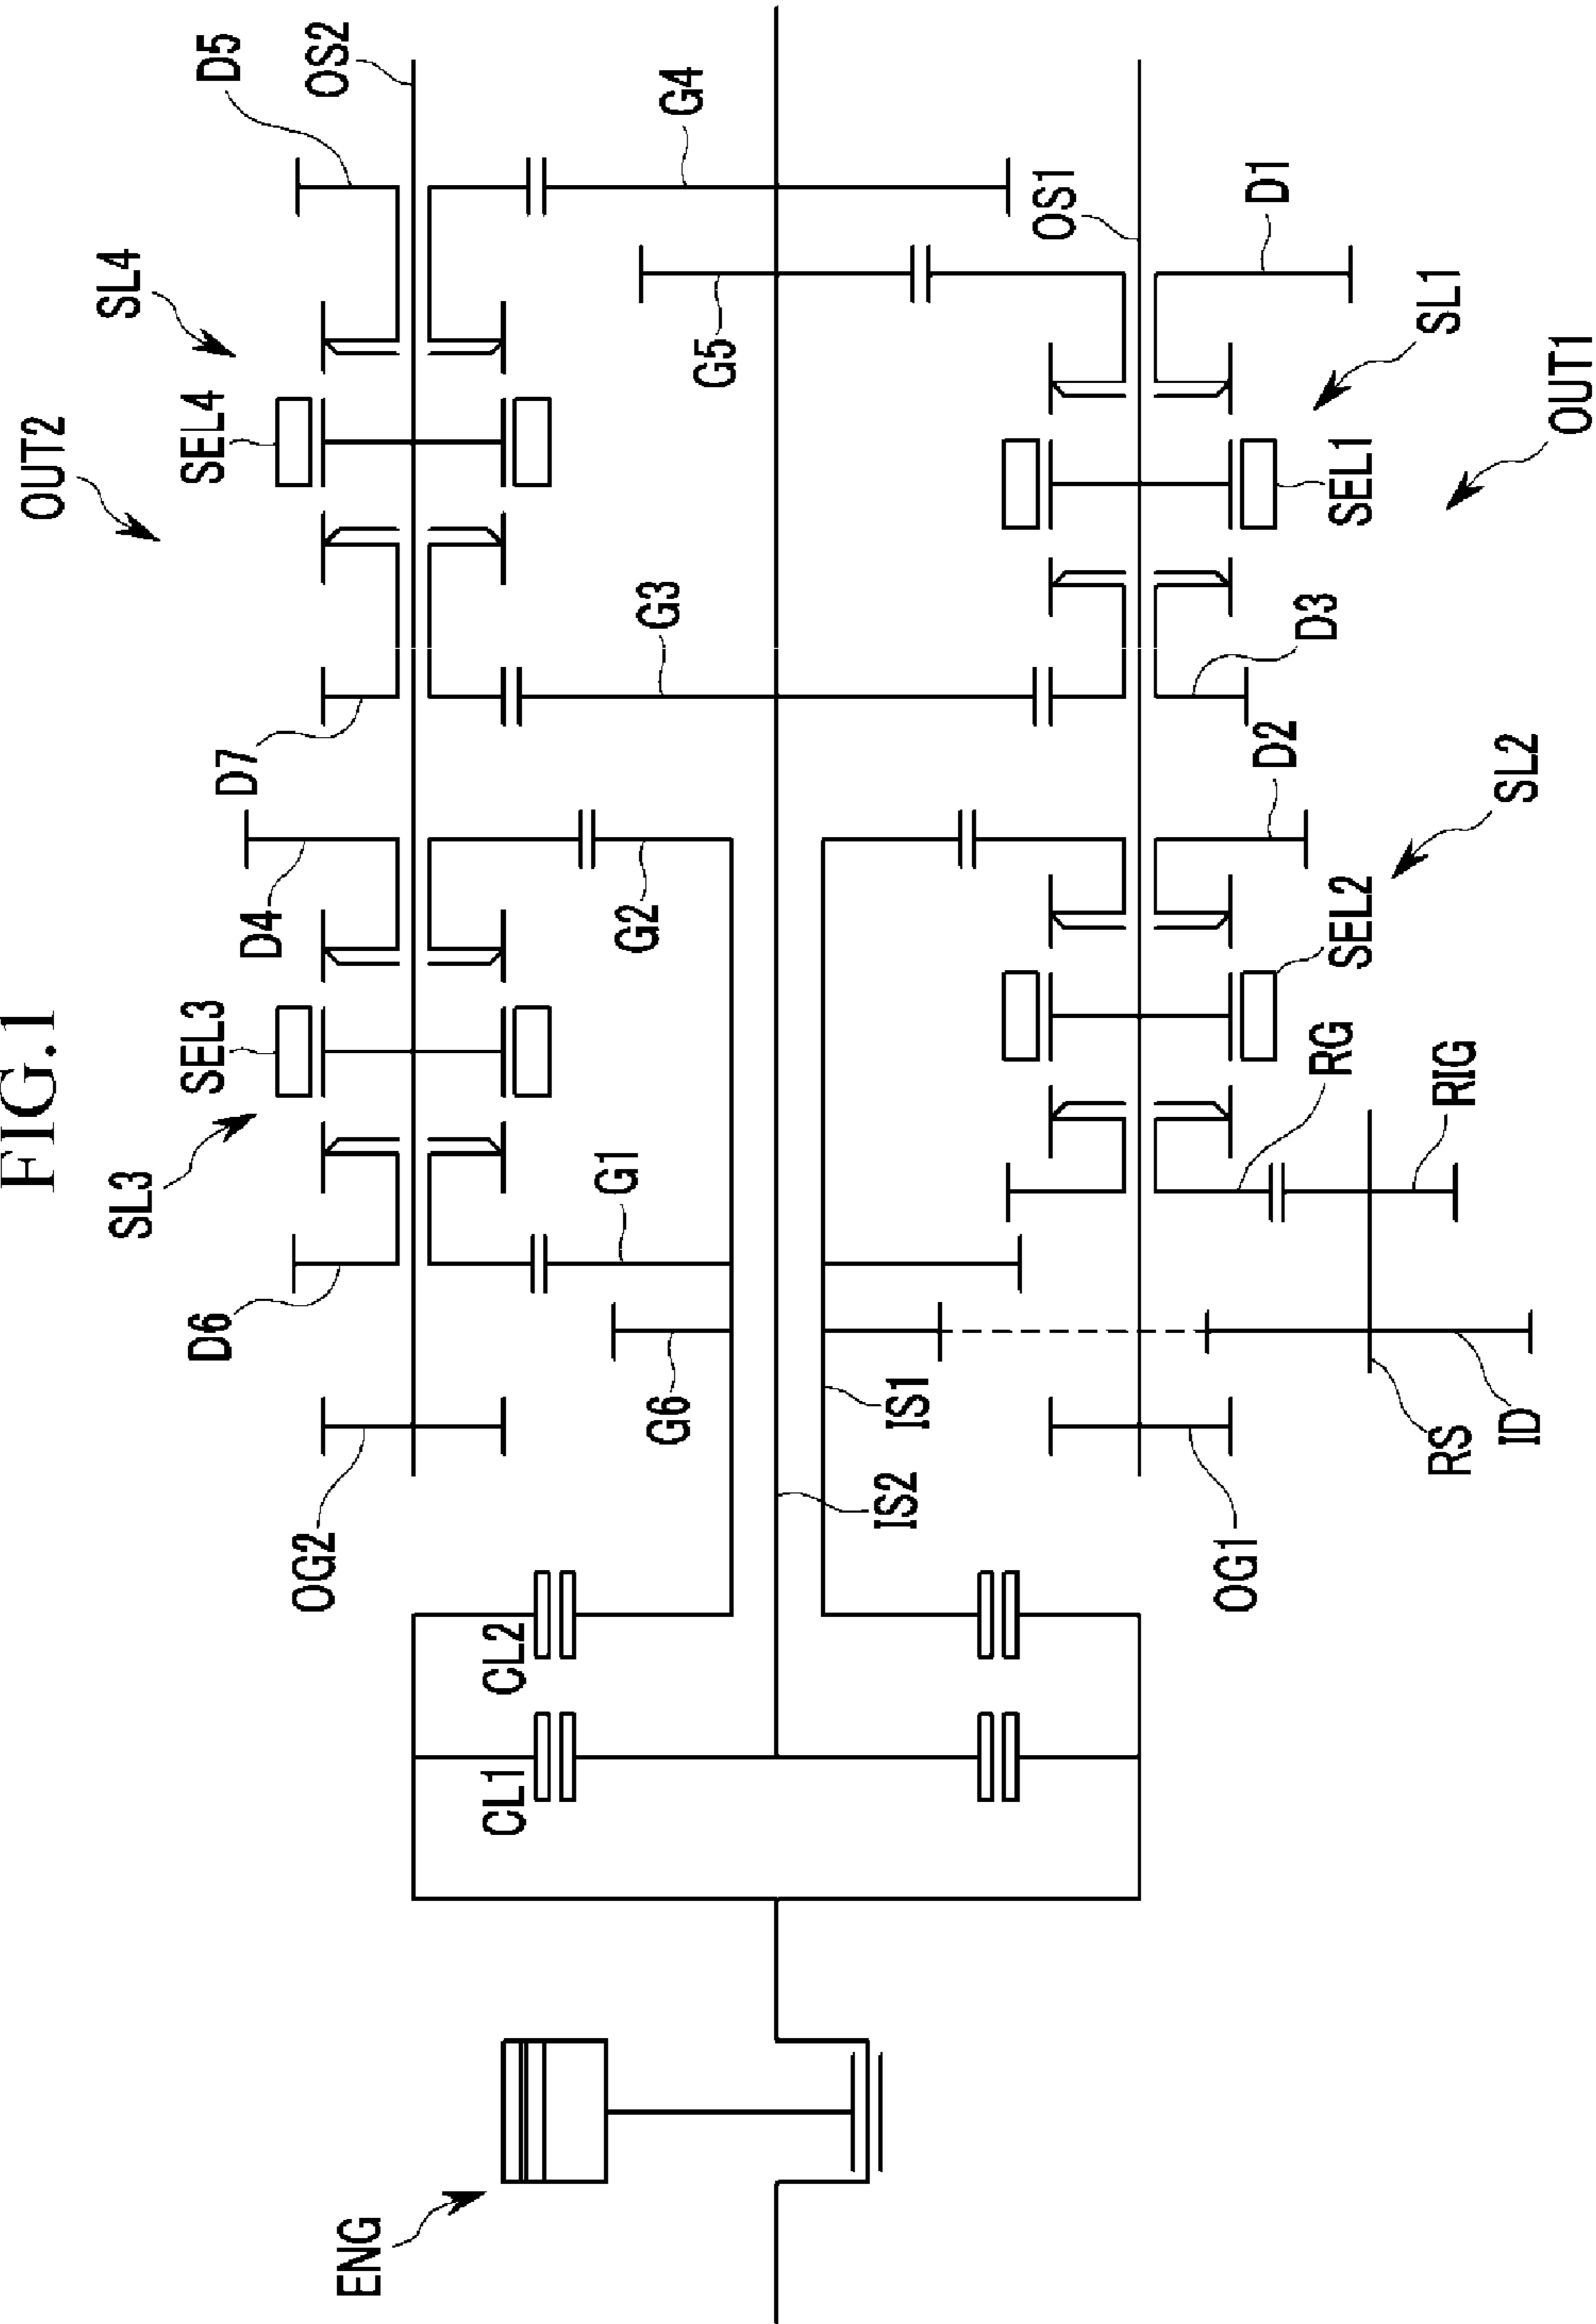 FIG.1
ENG
CL1
CL2
OG2
D6
SL3
SEL3
D4
D7
OUT2
SEL4
SL4
D5
OS2
G6
G1
G2
G3
G5
G4
IS2
IS1
OS1
OG1
RS
ID
RG
RIG
SEL2
SL2
D2
D3
SEL1
SL1
D1
OUT1